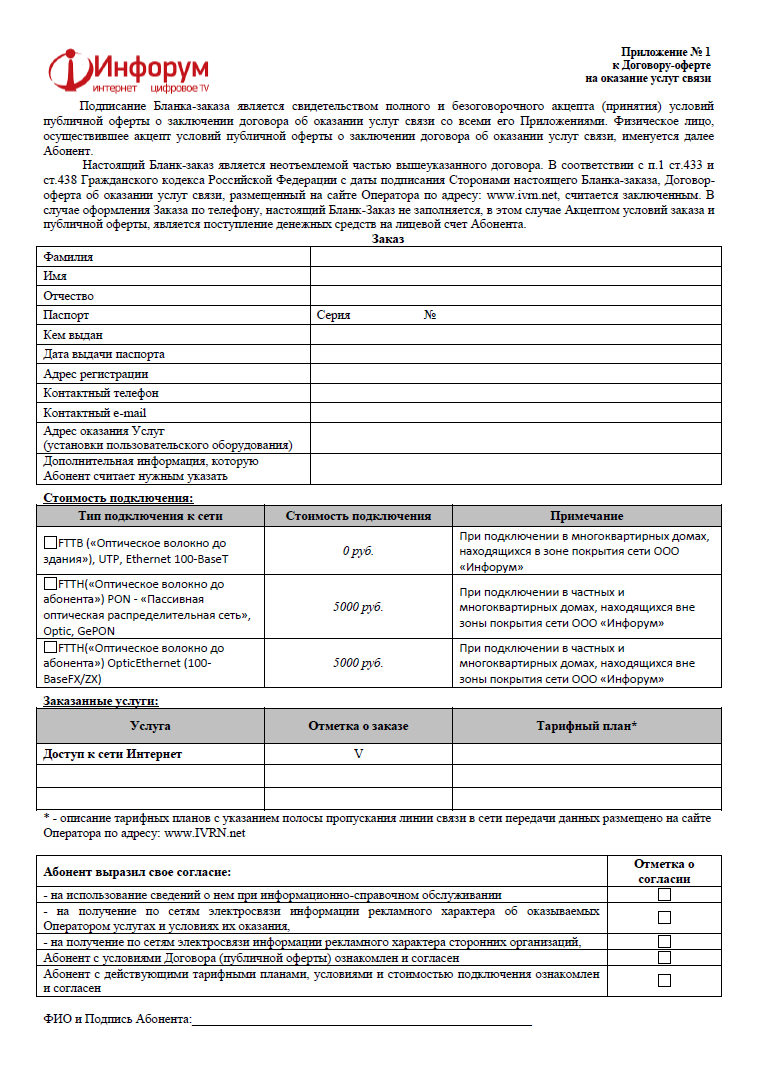 Инфорум
интернет цифровое TV
Приложение № 1
к Договору-оферте
на оказание услуг связи
Подписание Бланка-заказа является свидетельством полного и безоговорочного акцепта (принятия) условий
публичной оферты о заключении договора об оказании услуг связи со всеми его Приложениями. Физическое лицо,
осуществившее акцепт условий публичной оферты о заключении договора об оказании услуг связи, именуется далее
Абонент.
Настоящий Бланк-заказ является неотъемлемой частью вышеуказанного договора. В соответствии с п.1 ст.433 и
ст.438 Гражданского кодекса Российской Федерации с даты подписания Сторонами настоящего Бланка-заказа, Договор-
оферта об оказании услуг связи, размещенный на сайте Оператора по адресу: www.ivrn.net, считается заключенным. В
случае оформления Заказа по телефону, настоящий Бланк-Заказ не заполняется, в этом случае Акцептом условий заказа и
публичной оферты, является поступление денежных средств на лицевой счет Абонента.
Заказ
Фамилия
Имя
Отчество
Паспорт Серия №
Кем выдан
Дата выдачи паспорта
Адрес регистрации
Контактный телефон
Контактный e-mail
Адрес оказания Услуг
(установки пользовательского оборудования)
Дополнительная информация, которую
Абонент считает нужным указать
Стоимость подключения:
Тип подключения к сети Стоимость подключения Примечание
FTTB («Оптическое волокно до
здания»), UTP, Ethernet 100-BaseT
0 руб.
При подключении в многоквартирных домах,
находящихся в зоне покрытия сети ООО
«Инфорум»
FTTH(«Оптическое волокно до
абонента») PON - «Пассивная
оптическая распределительная сеть»,
Optic, GePON
5000 руб.
При подключении в частных и
многоквартирных домах, находящихся вне
зоны покрытия сети ООО «Инфорум»
FTTH(«Оптическое волокно до
абонента») OpticEthernet (100-
BaseFX/ZX)
5000 руб.
При подключении в частных и
многоквартирных домах, находящихся вне
зоны покрытия сети ООО «Инфорум»
Заказанные услуги:
Услуга Отметка о заказе Тарифный план*
Доступ к сети Интернет V
* - описание тарифных планов с указанием полосы пропускания линии связи в сети передачи данных размещено на сайте
Оператора по адресу: www.IVRN.net
Абонент выразил свое согласие:
Отметка о
согласии
- на использование сведений о нем при информационно-справочном обслуживании
- на получение по сетям электросвязи информации рекламного характера об оказываемых
Оператором услугах и условиях их оказания,
- на получение по сетям электросвязи информации рекламного характера сторонних организаций,
Абонент с условиями Договора (публичной оферты) ознакомлен и согласен
Абонент с действующими тарифными планами, условиями и стоимостью подключения ознакомлен
и согласен
ФИО и Подпись Абонента: